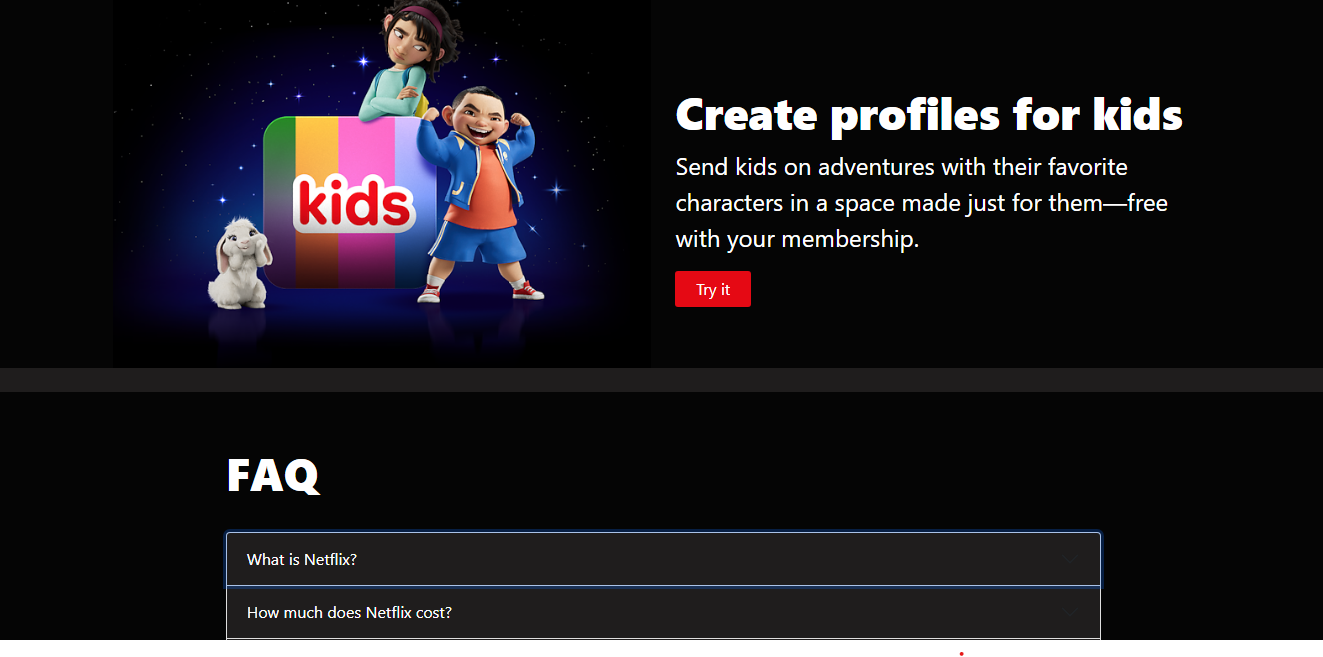 kids
Create profiles for kids
Send kids on adventures with their favorite
characters in a space made just for them—free
with your membership.
Try it
FAQ
What is Netflix?
How much does Netflix cost?